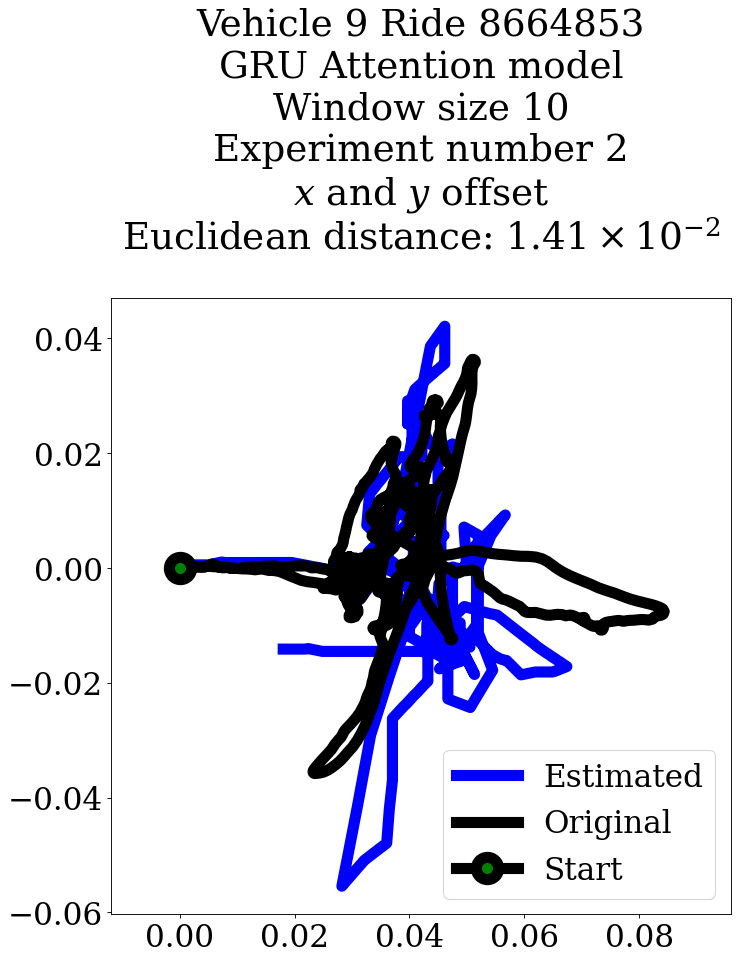 Vehicle 9 Ride 8664853
GRU Attention model
Window size 10
Experiment number 2
x and y offset
Euclidean distance: 1.41 × 10⁻²
0.04
0.02
0.00
−0.02
−0.04
−0.06
0.00 0.02 0.04 0.06 0.08
Estimated
Original
Start